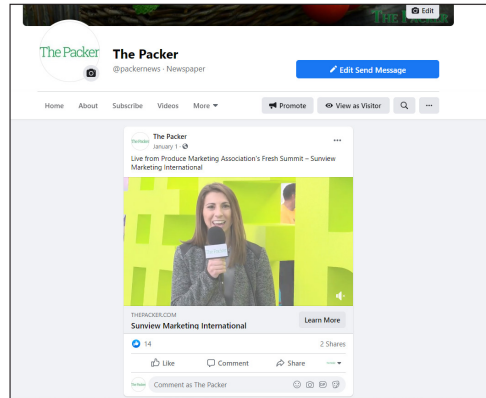 Edit
THE PACKER
The Packer
The Packer
@packernews · Newspaper
Edit Send Message
Home About Subscribe Videos More
Promote View as Visitor
The Packer
January 1 ·
Live from Produce Marketing Association's Fresh Summit – Sunview
Marketing International
THEPACKER.COM
Sunview Marketing International
Learn More
14
2 Shares
Like Comment Share
Comment as The Packer